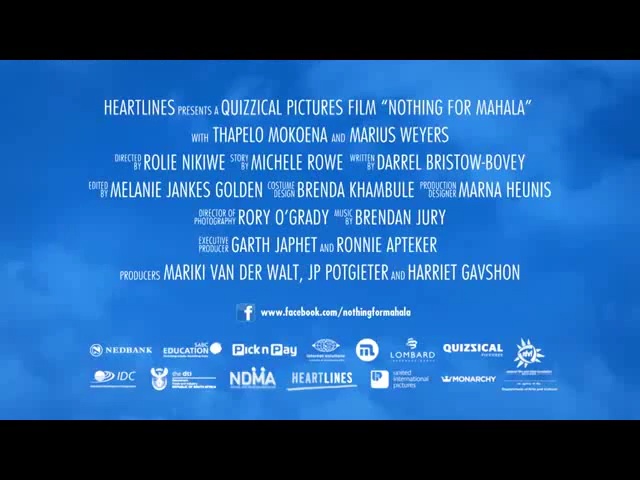 HEARTLINES PRESENTS A QUIZZICAL PICTURES FILM "NOTHING FOR MAHALA"
WITH THAPELO MOKOENA AND MARIUS WEYERS
DIRECTED BY ROLIE NIKIWE STORY BY MICHELE ROWE WRITTEN BY DARREL BRISTOW-BOVEY
EDITED BY MELANIE JANKES GOLDEN COSTUME DESIGN BRENDA KHAMBULE PRODUCTION DESIGNER MARNA HEUNIS
DIRECTOR OF PHOTOGRAPHY RORY O'GRADY MUSIC BY BRENDAN JURY
EXECUTIVE PRODUCER GARTH JAPHET AND RONNIE APTEKER
PRODUCERS MARIKI VAN DER WALT, JP POTGIETER AND HARRIET GAVSHON
f www.facebook.com/nothingformahala
NEDBANK SABC EDUCATION Pick n Pay m LOMBARD QUIZZICAL PICTURES
IDC the dti NDMA HEARTLINES united international pictures MONARCHY